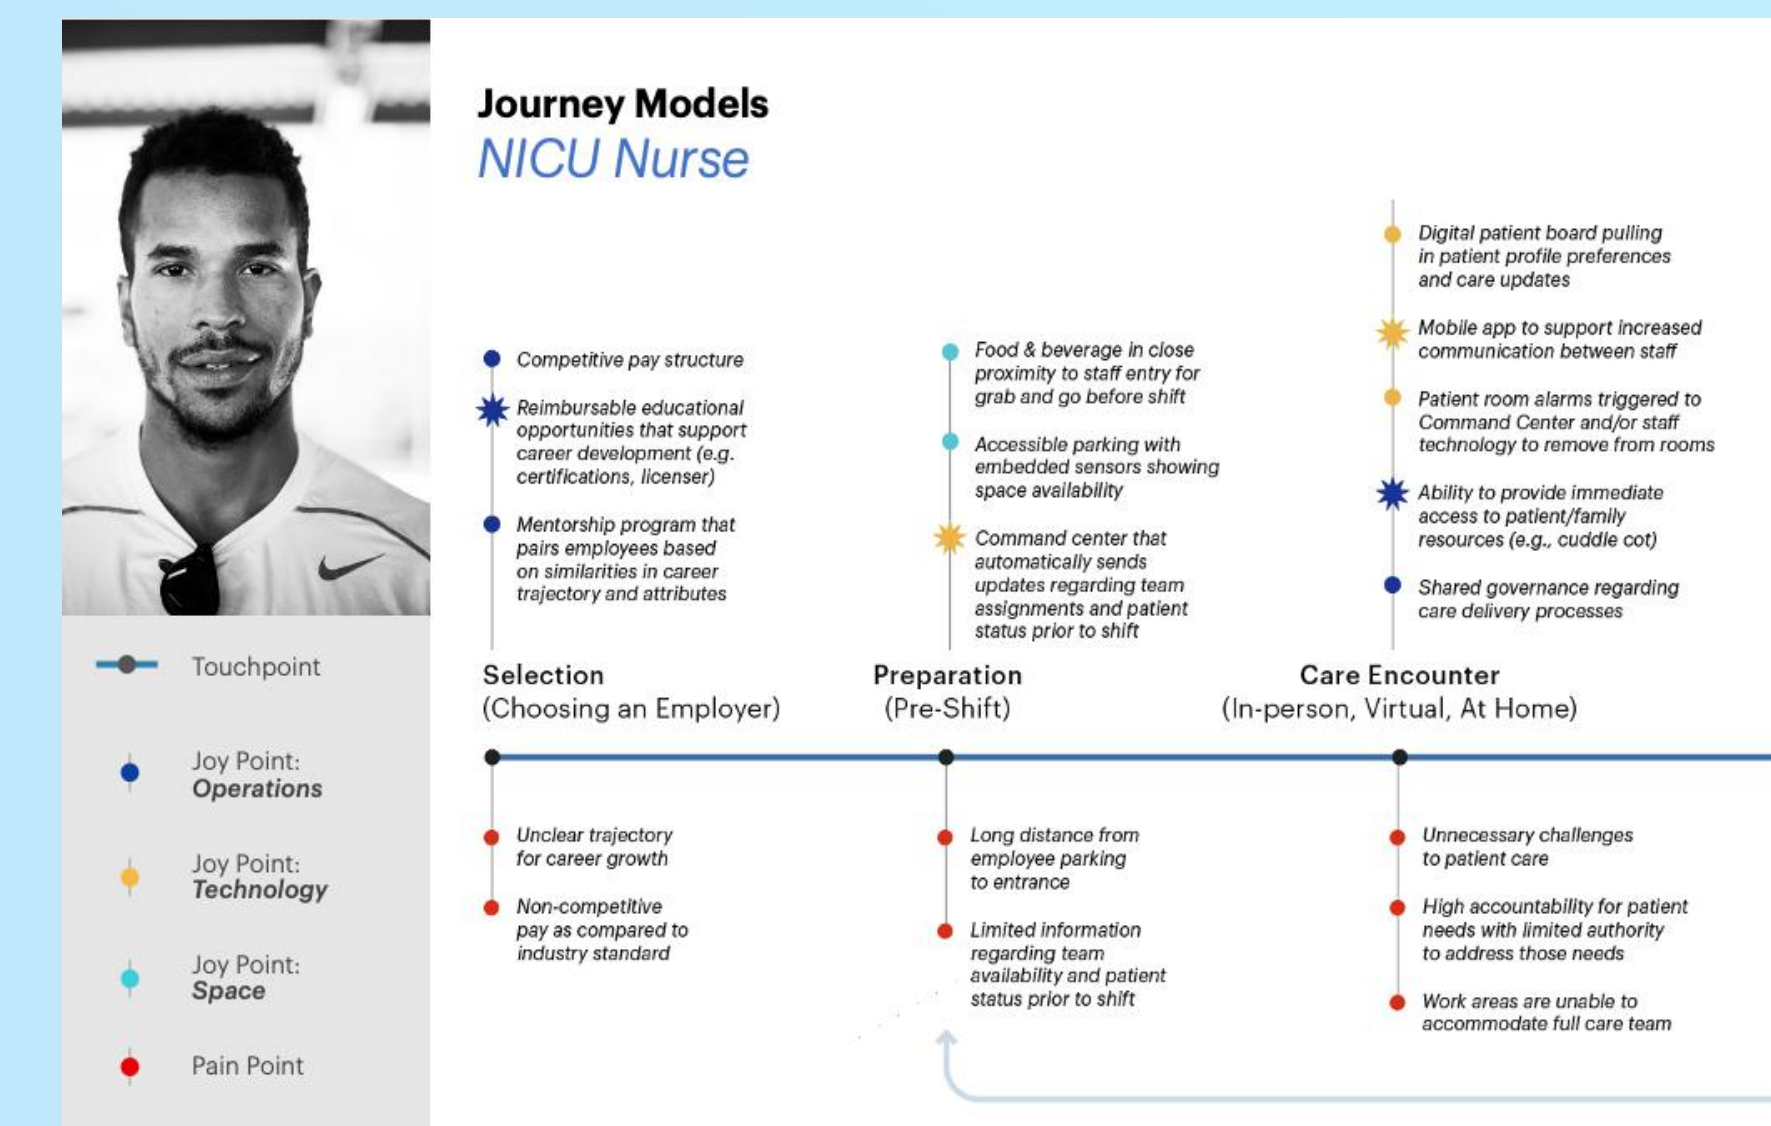 Journey Models
NICU Nurse
Competitive pay structure
Reimbursable educational
opportunities that support
career development (e.g.
certifications, licenser)
Mentorship program that
pairs employees based
on similarities in career
trajectory and attributes
Food & beverage in close
proximity to staff entry for
grab and go before shift
Accessible parking with
embedded sensors showing
space availability
Command center that
automatically sends
updates regarding team
assignments and patient
status prior to shift
Digital patient board pulling
in patient profile preferences
and care updates
Mobile app to support increased
communication between staff
Patient room alarms triggered to
Command Center and/or staff
technology to remove from rooms
Ability to provide immediate
access to patient/family
resources (e.g., cuddle cot)
Shared governance regarding
care delivery processes
Selection
(Choosing an Employer)
Preparation
(Pre-Shift)
Care Encounter
(In-person, Virtual, At Home)
Unclear trajectory
for career growth
Non-competitive
pay as compared to
industry standard
Long distance from
employee parking
to entrance
Limited information
regarding team
availability and patient
status prior to shift
Unnecessary challenges
to patient care
High accountability for patient
needs with limited authority
to address those needs
Work areas are unable to
accommodate full care team
Touchpoint
Joy Point:
Operations
Joy Point:
Technology
Joy Point:
Space
Pain Point